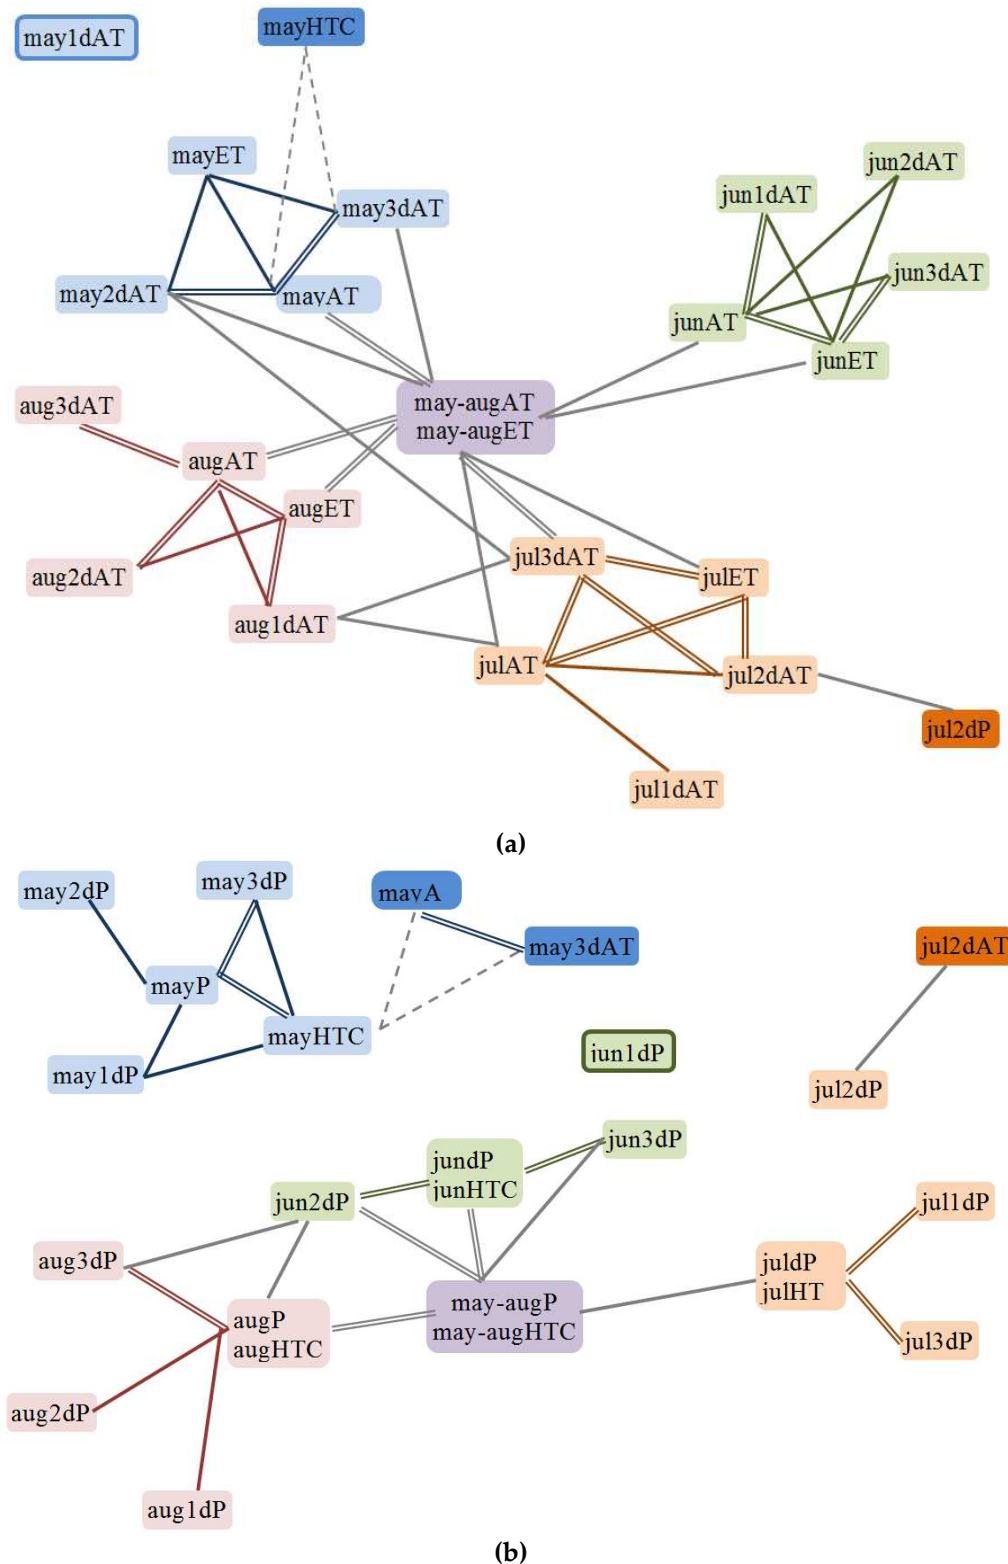 may1dAT
mayHTC
mayET
may3dAT
may2dAT
mayAT
jun2dAT
jun1dAT
jun3dAT
junAT
junET
may-augAT
may-augET
aug3dAT
augAT
augET
aug2dAT
aug1dAT
jul3dAT
julET
julAT
jul2dAT
jul2dP
jul1dAT
(a)
may2dP
may3dP
mayA
may3dAT
jul2dAT
mayP
mayHTC
may1dP
jun1dP
jul2dP
jun3dP
jundP
junHTC
jun2dP
jul1dP
aug3dP
juldP
julHT
may-augP
may-augHTC
augP
augHTC
jul3dP
aug2dP
aug1dP
(b)